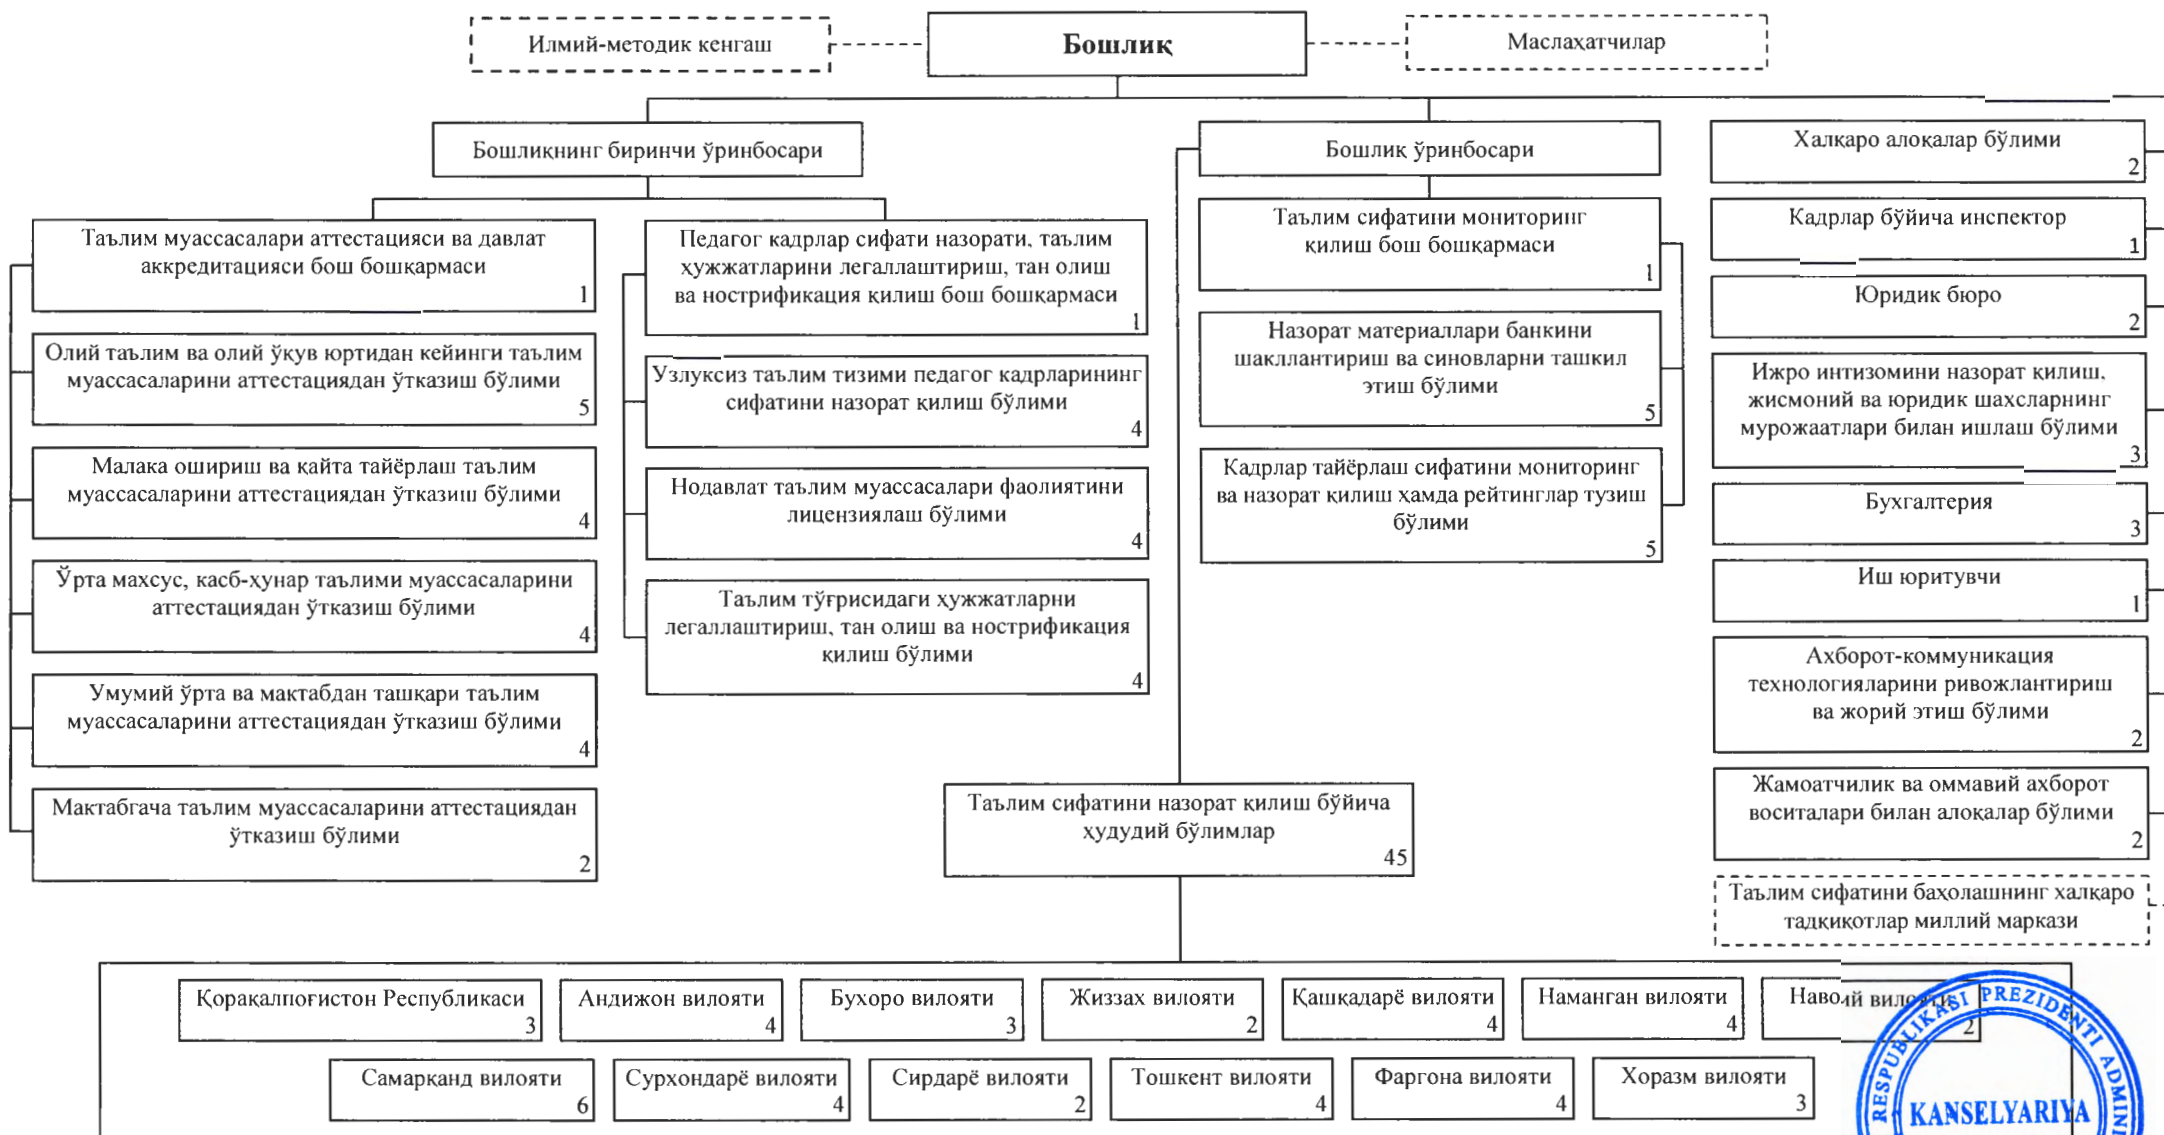 Илмий-методик кенгаш
Бошлиқ
Маслаҳатчилар
Бошлиқнинг биринчи ўринбосари
Таълим муассасалари аттестацияси ва давлат
аккредитацияси бош бошқармаси
1
Олий таълим ва олий ўқув юртидан кейинги таълим
муассасаларини аттестациядан ўтказиш бўлими
5
Малака ошириш ва қайта тайёрлаш таълим
муассасаларини аттестациядан ўтказиш бўлими
4
Ўрта махсус, касб-ҳунар таълими муассасаларини
аттестациядан ўтказиш бўлими
4
Умумий ўрта ва мактабдан ташқари таълим
муассасаларини аттестациядан ўтказиш бўлими
4
Мактабгача таълим муассасаларини аттестациядан
ўтказиш бўлими
2
Педагог кадрлар сифати назорати, таълим
ҳужжатларини легаллаштириш, тан олиш
ва нострификация қилиш бош бошқармаси
1
Узлуксиз таълим тизими педагог кадрларининг
сифатини назорат қилиш бўлими
4
Нодавлат таълим муассасалари фаолиятини
лицензиялаш бўлими
4
Таълим тўғрисидаги ҳужжатларни
легаллаштириш, тан олиш ва нострификация
қилиш бўлими
4
Бошлиқ ўринбосари
Таълим сифатини мониторинг
қилиш бош бошқармаси
1
Назорат материаллари банкини
шакллантириш ва синовларни ташкил
этиш бўлими
5
Кадрлар тайёрлаш сифатини мониторинг
ва назорат қилиш ҳамда рейтинглар тузиш
бўлими
5
Халқаро алоқалар бўлими
2
Кадрлар бўйича инспектор
1
Юридик бюро
2
Ижро интизомини назорат қилиш,
жисмоний ва юридик шахсларнинг
мурожаатлари билан ишлаш бўлими
3
Бухгалтерия
3
Иш юритувчи
1
Ахборот-коммуникация
технологияларини ривожлантириш
ва жорий этиш бўлими
2
Жамоатчилик ва оммавий ахборот
воситалари билан алоқалар бўлими
2
Таълим сифатини баҳолашнинг халқаро
тадқиқотлар миллий маркази
Таълим сифатини назорат қилиш бўйича
ҳудудий бўлимлар
45
Қорақалпоғистон Республикаси
3
Андижон вилояти
4
Бухоро вилояти
3
Жиззах вилояти
2
Қашқадарё вилояти
4
Наманган вилояти
4
Навоий вилояти
2
Самарқанд вилояти
6
Сурхондарё вилояти
4
Сирдарё вилояти
2
Тошкент вилояти
4
Фарғона вилояти
4
Хоразм вилояти
3
RESPUBLIKASI PREZIDENTI
KANSELYARIYA